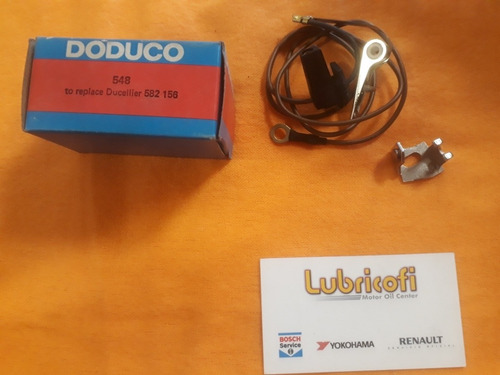 DODUCO
548
to replace Ducellier 582 156
Lubricofi
Motor Oil Center
BOSCH
Service
YOKOHAMA
RENAULT